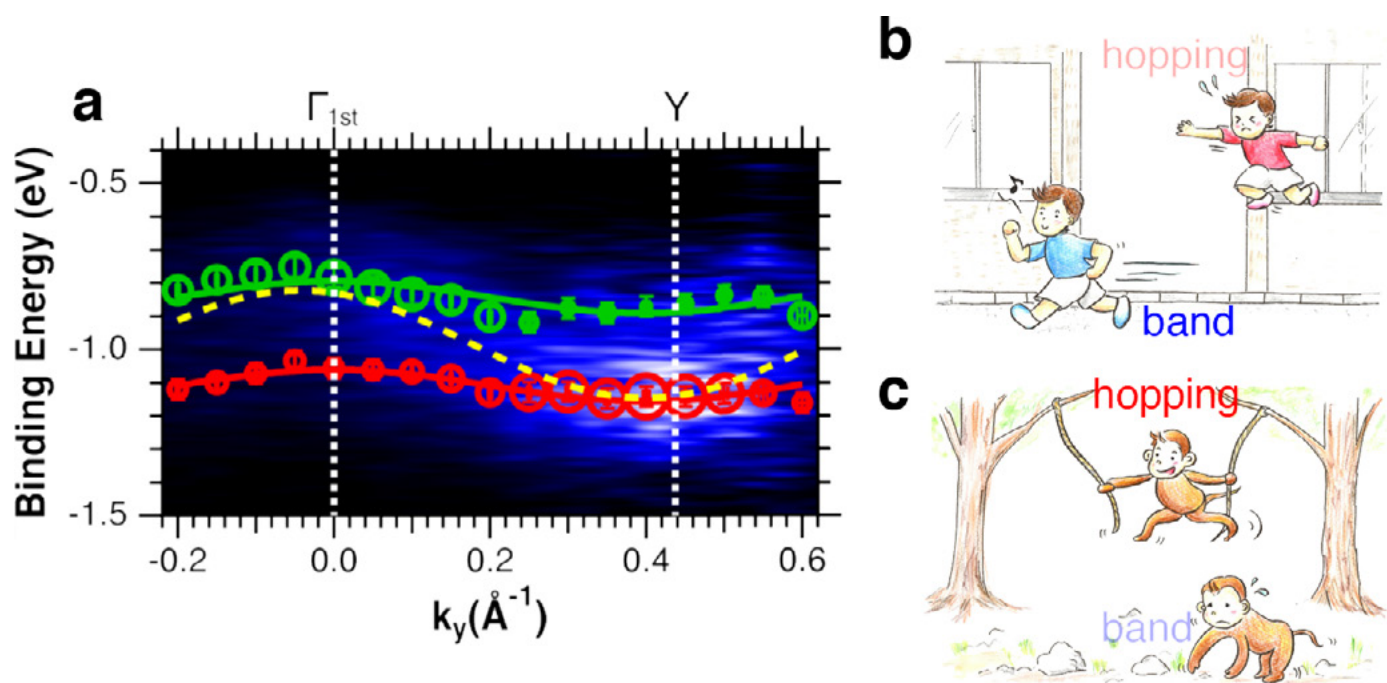 a
Γ1st
Y
-0.5
-1.0
-1.5
Binding Energy (eV)
-0.2
0.0
0.2
0.4
0.6
ky(Å-1)
b
hopping
band
c
hopping
band